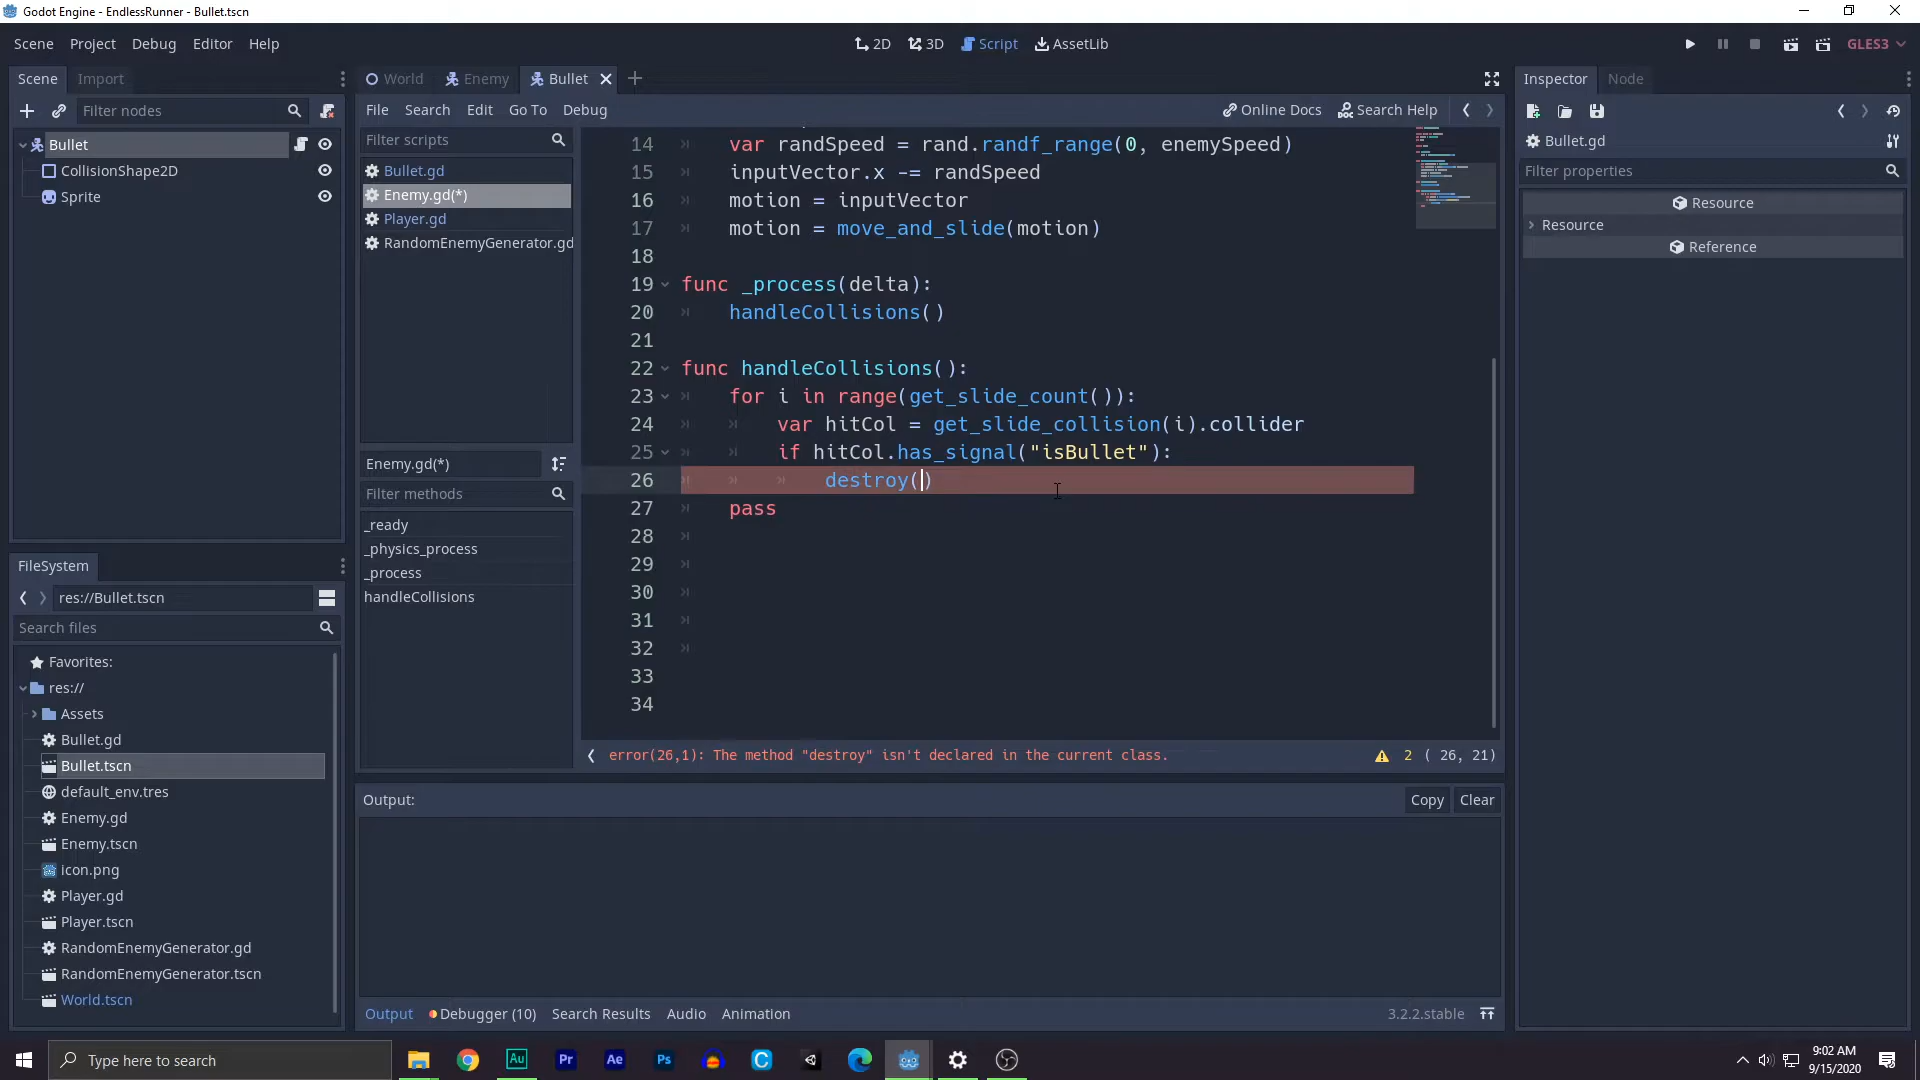 Godot Engine - EndlessRunner - Bullet.tscn
Scene Project Debug Editor Help
2D 3D Script AssetLib
GLES3
Scene Import
World Enemy Bullet
Inspector Node
Filter nodes
File Search Edit Go To Debug
Online Docs Search Help
Bullet
CollisionShape2D
Sprite
Filter scripts
Bullet.gd
Enemy.gd(*)
Player.gd
RandomEnemyGenerator.gd
Enemy.gd(*)
Filter methods
_ready
_physics_process
_process
handleCollisions
14 var randSpeed = rand.randf_range(0, enemySpeed)
15 inputVector.x -= randSpeed
16 motion = inputVector
17 motion = move_and_slide(motion)
18
19 func _process(delta):
20 handleCollisions()
21
22 func handleCollisions():
23 for i in range(get_slide_count()):
24 var hitCol = get_slide_collision(i).collider
25 if hitCol.has_signal("isBullet"):
26 destroy()
27 pass
28
29
30
31
32
33
34
error(26,1): The method "destroy" isn't declared in the current class.
2 ( 26, 21)
Bullet.gd
Filter properties
Resource
Resource
Reference
FileSystem
res://Bullet.tscn
Search files
Favorites:
res://
Assets
Bullet.gd
Bullet.tscn
default_env.tres
Enemy.gd
Enemy.tscn
icon.png
Player.gd
Player.tscn
RandomEnemyGenerator.gd
RandomEnemyGenerator.tscn
World.tscn
Output:
Copy Clear
Output Debugger (10) Search Results Audio Animation
3.2.2.stable
Type here to search
Au Pr Ae Ps C
9:02 AM
9/15/2020